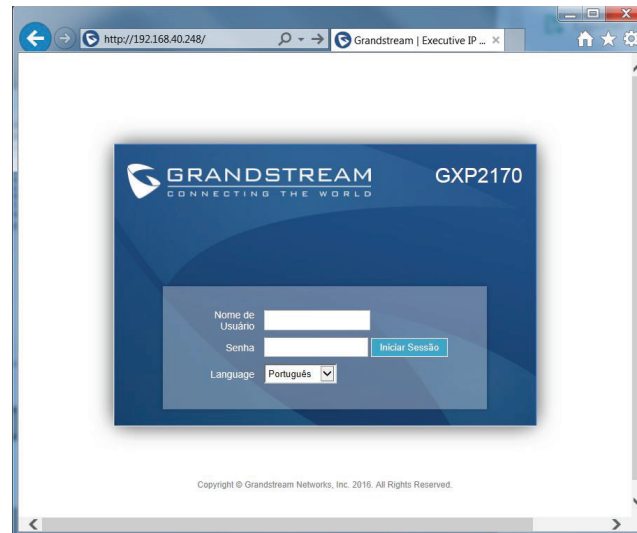 http://192.168.40.248/
Grandstream | Executive IP ...
GRANDSTREAM
CONNECTING THE WORLD
GXP2170
Nome de
Usuário
Senha
Iniciar Sessão
Language
Português
Copyright © Grandstream Networks, Inc. 2016. All Rights Reserved.